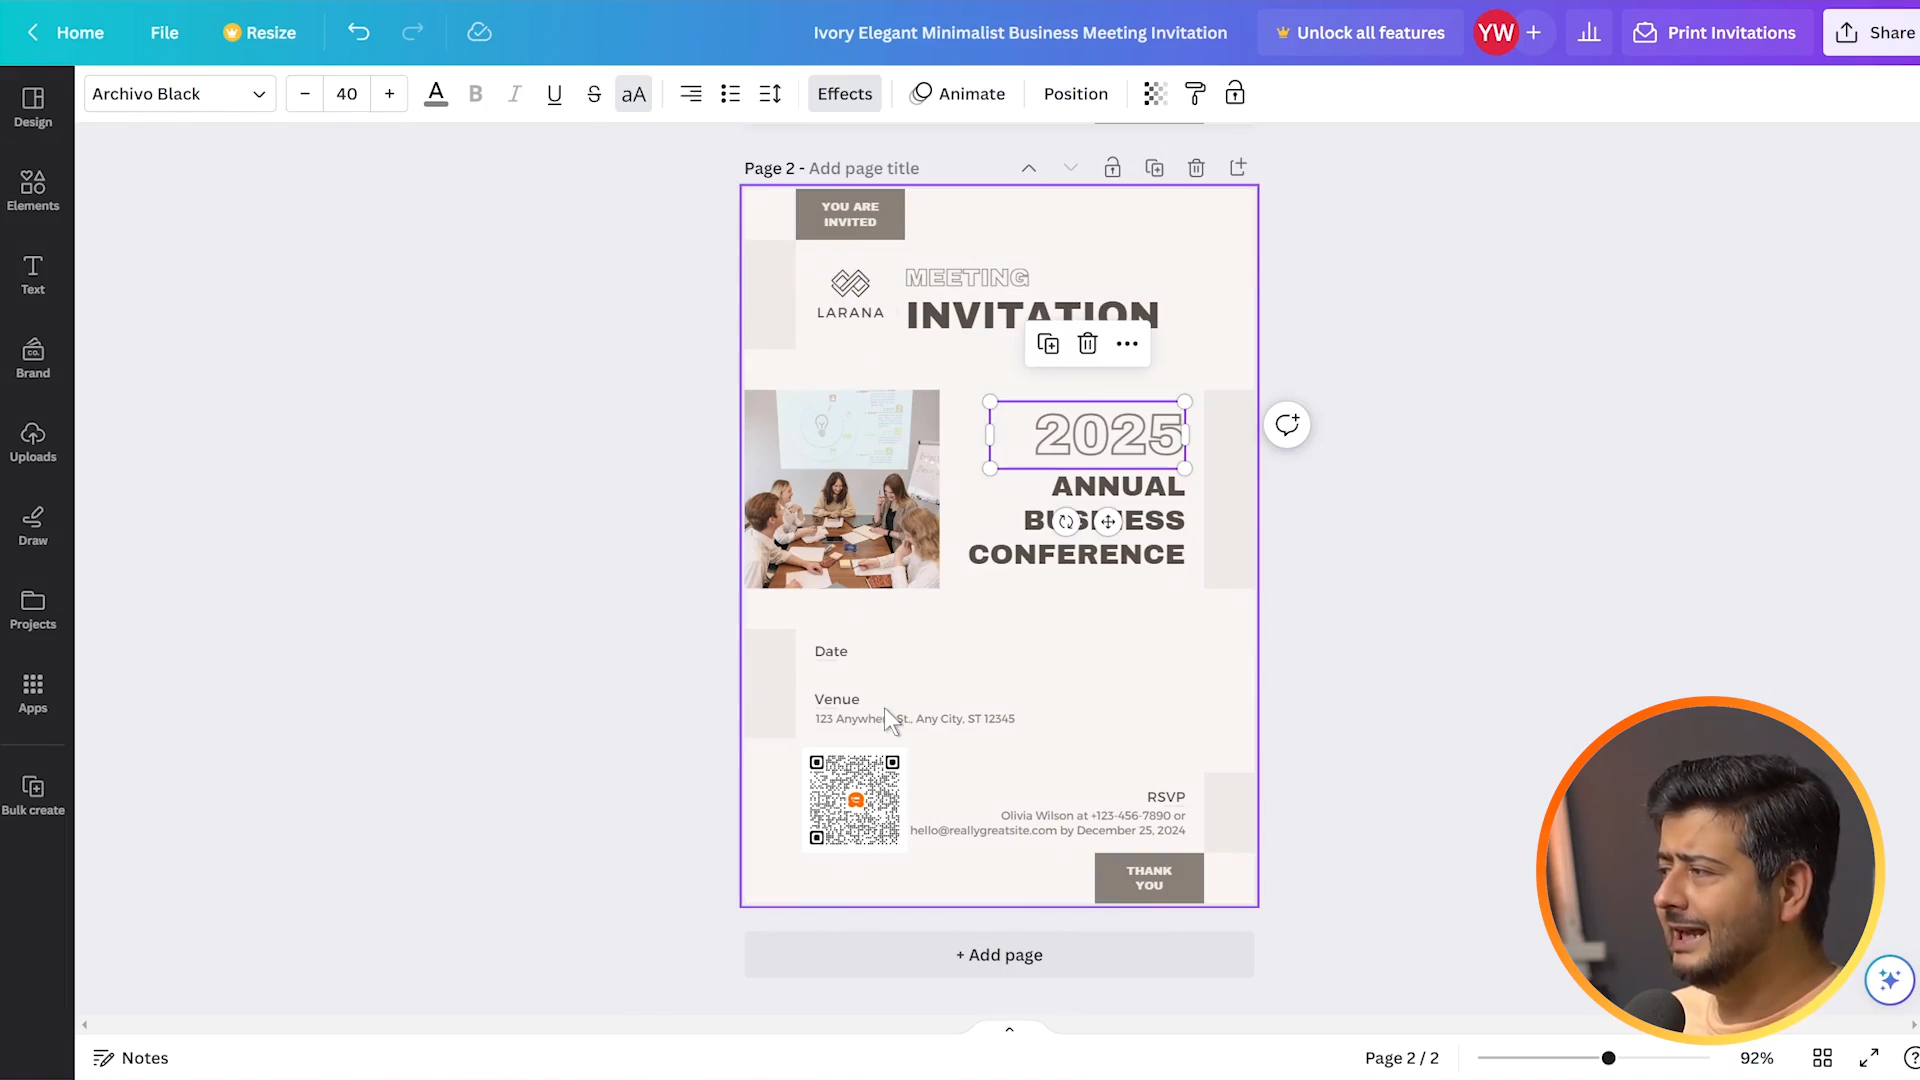 Home
File
Resize
Ivory Elegant Minimalist Business Meeting Invitation
Unlock all features
YW
Print Invitations
Share
Archivo Black
40
A
B
I
U
S
aA
Effects
Animate
Position
Design
Elements
Text
Brand
Uploads
Draw
Projects
Apps
Bulk create
Page 2 - Add page title
YOU ARE
INVITED
LARANA
MEETING
INVITATION
2025
ANNUAL
BUSINESS
CONFERENCE
Date
Venue
123 Anywhere St., Any City, ST 12345
RSVP
Olivia Wilson at +123-456-7890 or
hello@reallygreatsite.com by December 25, 2024
THANK
YOU
+ Add page
Notes
Page 2 / 2
92%